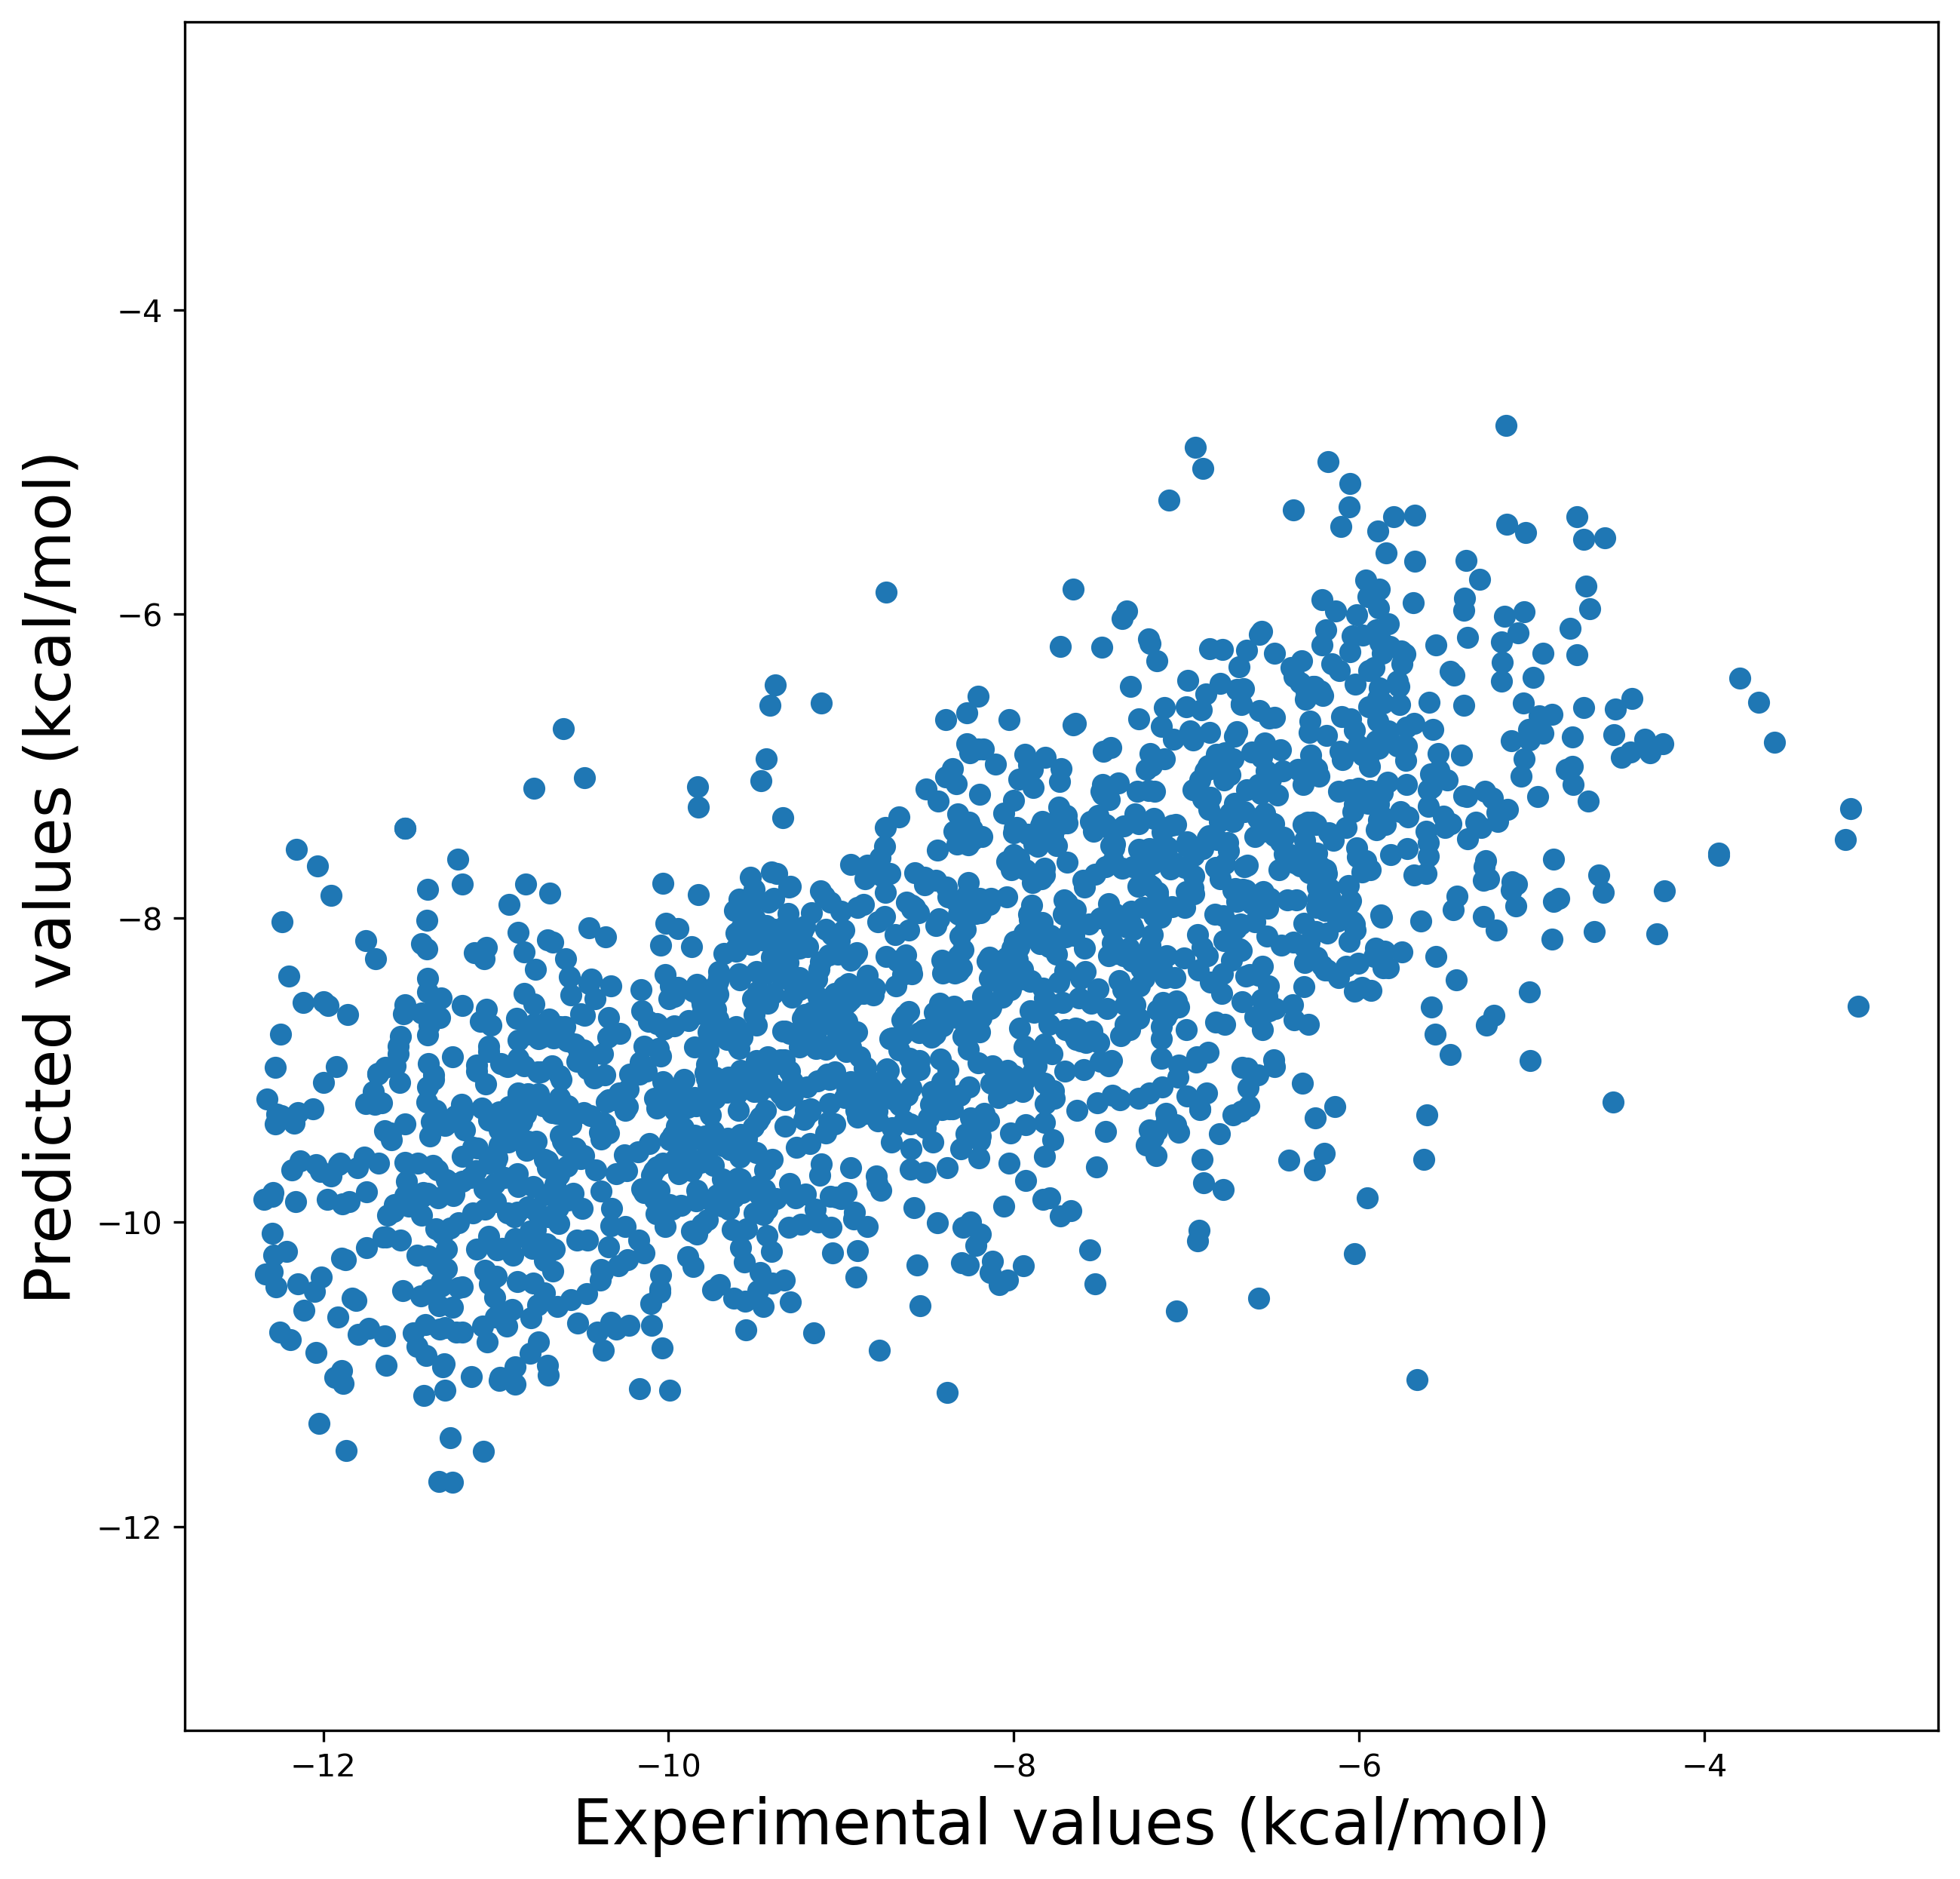 Predicted values (kcal/mol)
−4
−6
−8
−10
−12
−12 −10 −8 −6 −4
Experimental values (kcal/mol)